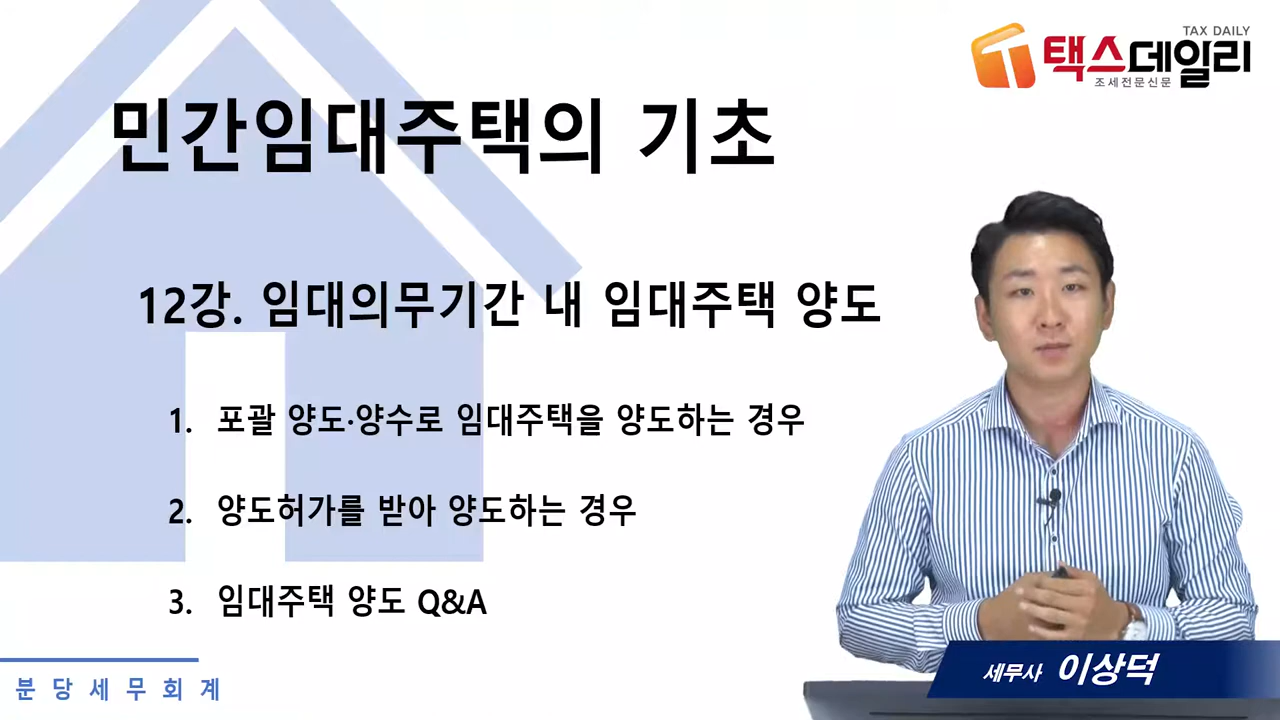 TAX DAILY
택스데일리
조세전문신문
민간임대주택의 기초
12강. 임대의무기간 내 임대주택 양도
1. 포괄 양도·양수로 임대주택을 양도하는 경우
2. 양도허가를 받아 양도하는 경우
3. 임대주택 양도 Q&A
세무사 이상덕
분당세무회계